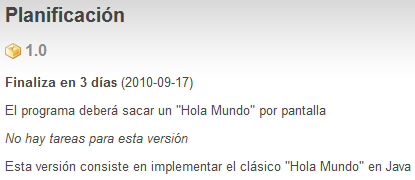 Planificación
1.0
Finaliza en 3 días (2010-09-17)
El programa deberá sacar un "Hola Mundo" por pantalla
No hay tareas para esta versión
Esta versión consiste en implementar el clásico "Hola Mundo" en Java